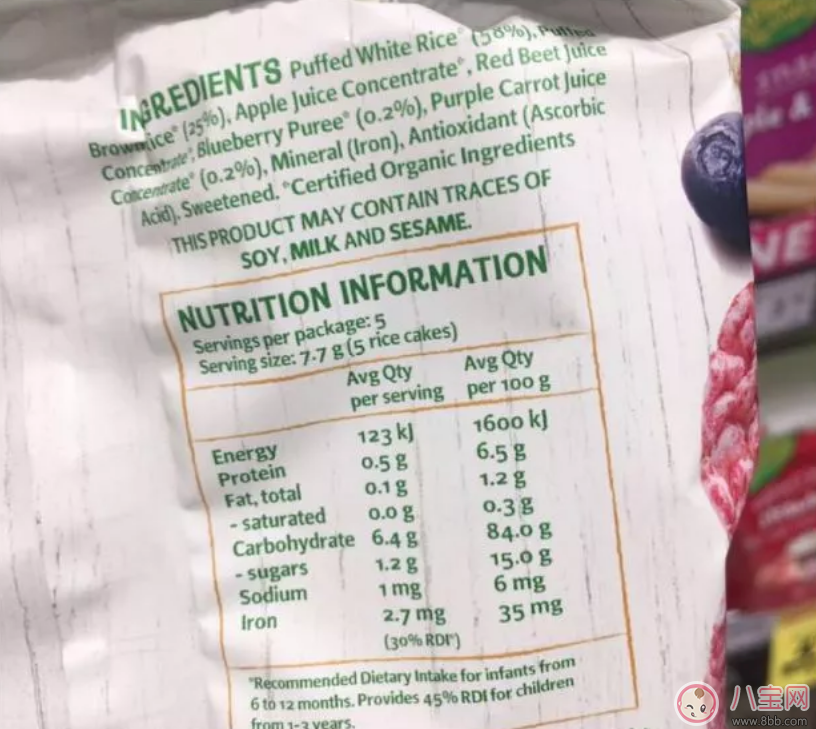 INGREDIENTS Puffed White Rice° (58%), Puffed
Brown Rice° (25%), Apple Juice Concentrate°, Red Beet Juice
Concentrate°, Blueberry Puree° (0.2%), Purple Carrot Juice
Concentrate° (0.2%), Mineral (Iron), Antioxidant (Ascorbic
Acid). Sweetened. °Certified Organic Ingredients
THIS PRODUCT MAY CONTAIN TRACES OF
SOY, MILK AND SESAME.
NUTRITION INFORMATION
Servings per package: 5
Serving size: 7.7 g (5 rice cakes)
Avg Qty per serving Avg Qty per 100 g
Energy 123 kJ 1600 kJ
Protein 0.5 g 6.5 g
Fat, total 0.1 g 1.2 g
- saturated 0.0 g 0.3 g
Carbohydrate 6.4 g 84.0 g
- sugars 1.2 g 15.0 g
Sodium 1 mg 6 mg
Iron 2.7 mg 35 mg
(30% RDI*)
*Recommended Dietary Intake for infants from
6 to 12 months. Provides 45% RDI for children
from 1-3 years.
&
NE
八宝网
www.8bb.com